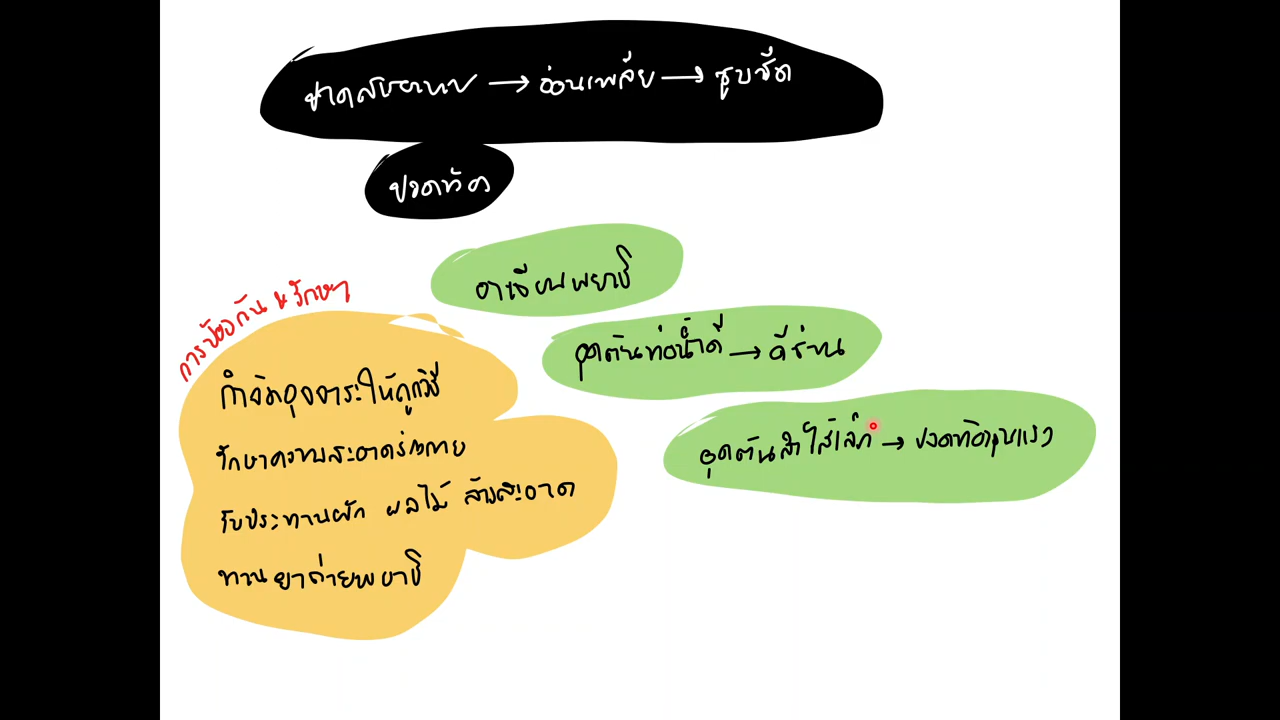 ขาดสารอาหาร → อ่อนเพลีย → ซูบซีด
ปวดท้อง
อาเจียนพยาธิ
อุดตันท่อน้ำดี → ดีซ่าน
อุดตันลำไส้เล็ก → ปวดท้องรุนแรง
การป้องกัน & รักษา
กำจัดอุจจาระให้ถูกวิธี
รักษาความสะอาดร่างกาย
รับประทานผัก ผลไม้ ล้างสะอาด
ทานยาถ่ายพยาธิ